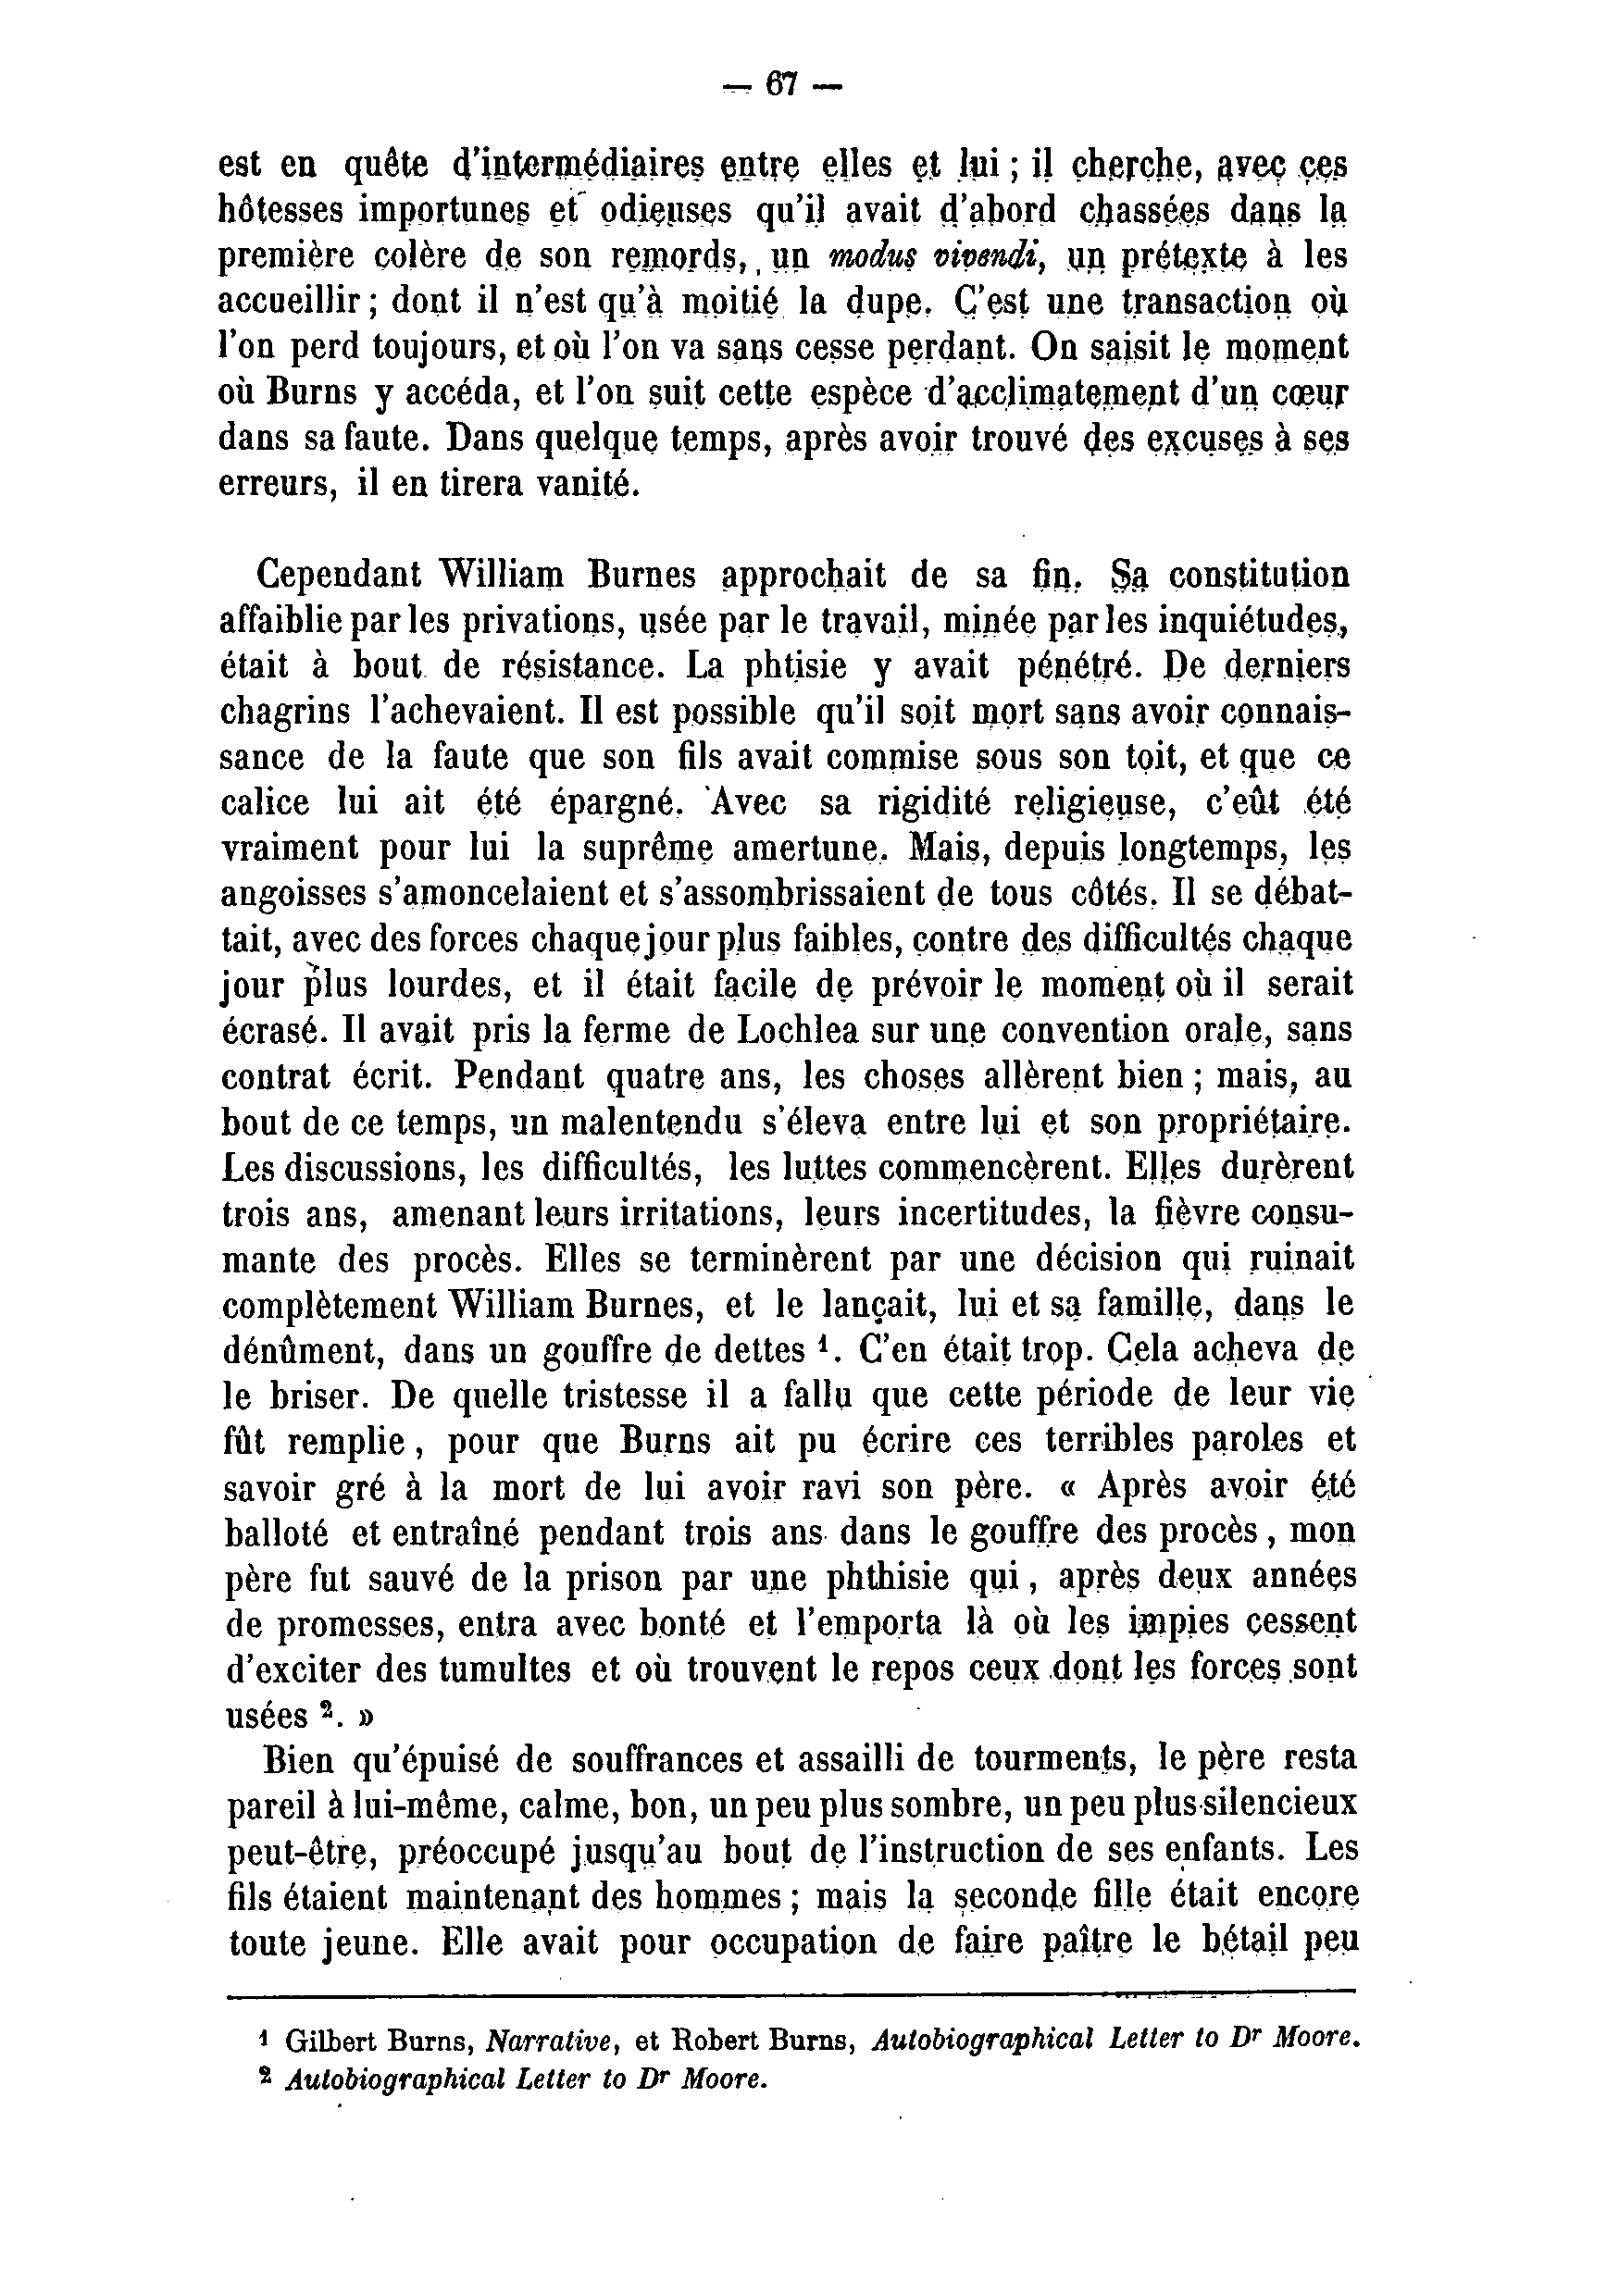 — 67 —
est en quête d'intermédiaires entre elles et lui ; il cherche, avec ces
hôtesses importunes et odieuses qu'il avait d'abord chassées dans la
première colère de son remords, un modus vivendi, un prétexte à les
accueillir ; dont il n'est qu'à moitié la dupe. C'est une transaction où
l'on perd toujours, et où l'on va sans cesse perdant. On saisit le moment
où Burns y accéda, et l'on suit cette espèce d'acclimatement d'un cœur
dans sa faute. Dans quelque temps, après avoir trouvé des excuses à ses
erreurs, il en tirera vanité.
Cependant William Burnes approchait de sa fin. Sa constitution
affaiblie par les privations, usée par le travail, minée par les inquiétudes,
était à bout de résistance. La phtisie y avait pénétré. De derniers
chagrins l'achevaient. Il est possible qu'il soit mort sans avoir connais-
sance de la faute que son fils avait commise sous son toit, et que ce
calice lui ait été épargné. Avec sa rigidité religieuse, c'eût été
vraiment pour lui la suprême amertune. Mais, depuis longtemps, les
angoisses s'amoncelaient et s'assombrissaient de tous côtés. Il se débat-
tait, avec des forces chaque jour plus faibles, contre des difficultés chaque
jour plus lourdes, et il était facile de prévoir le moment où il serait
écrasé. Il avait pris la ferme de Lochlea sur une convention orale, sans
contrat écrit. Pendant quatre ans, les choses allèrent bien ; mais, au
bout de ce temps, un malentendu s'éleva entre lui et son propriétaire.
Les discussions, les difficultés, les luttes commencèrent. Elles durèrent
trois ans, amenant leurs irritations, leurs incertitudes, la fièvre consu-
mante des procès. Elles se terminèrent par une décision qui ruinait
complètement William Burnes, et le lançait, lui et sa famille, dans le
dénûment, dans un gouffre de dettes ¹. C'en était trop. Cela acheva de
le briser. De quelle tristesse il a fallu que cette période de leur vie
fût remplie, pour que Burns ait pu écrire ces terribles paroles et
savoir gré à la mort de lui avoir ravi son père. « Après avoir été
balloté et entraîné pendant trois ans dans le gouffre des procès, mon
père fut sauvé de la prison par une phthisie qui, après deux années
de promesses, entra avec bonté et l'emporta là où les impies cessent
d'exciter des tumultes et où trouvent le repos ceux dont les forces sont
usées ². »
Bien qu'épuisé de souffrances et assailli de tourments, le père resta
pareil à lui-même, calme, bon, un peu plus sombre, un peu plus silencieux
peut-être, préoccupé jusqu'au bout de l'instruction de ses enfants. Les
fils étaient maintenant des hommes ; mais la seconde fille était encore
toute jeune. Elle avait pour occupation de faire paître le bétail peu
¹ Gilbert Burns, Narrative, et Robert Burns, Autobiographical Letter to Dr Moore.
² Autobiographical Letter to Dr Moore.